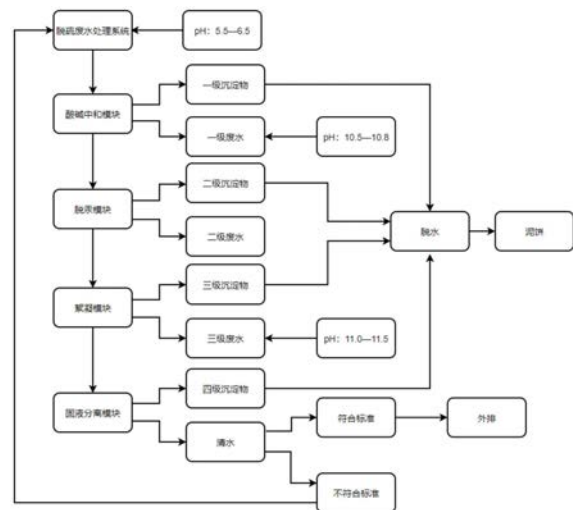 脱硫废水处理系统
pH：5.5—6.5
一级沉淀物
酸碱中和模块
一级废水
pH：10.5—10.8
二级沉淀物
脱汞模块
二级废水
脱水
泥饼
三级沉淀物
絮凝模块
三级废水
pH：11.0—11.5
四级沉淀物
固液分离模块
清水
符合标准
外排
不符合标准